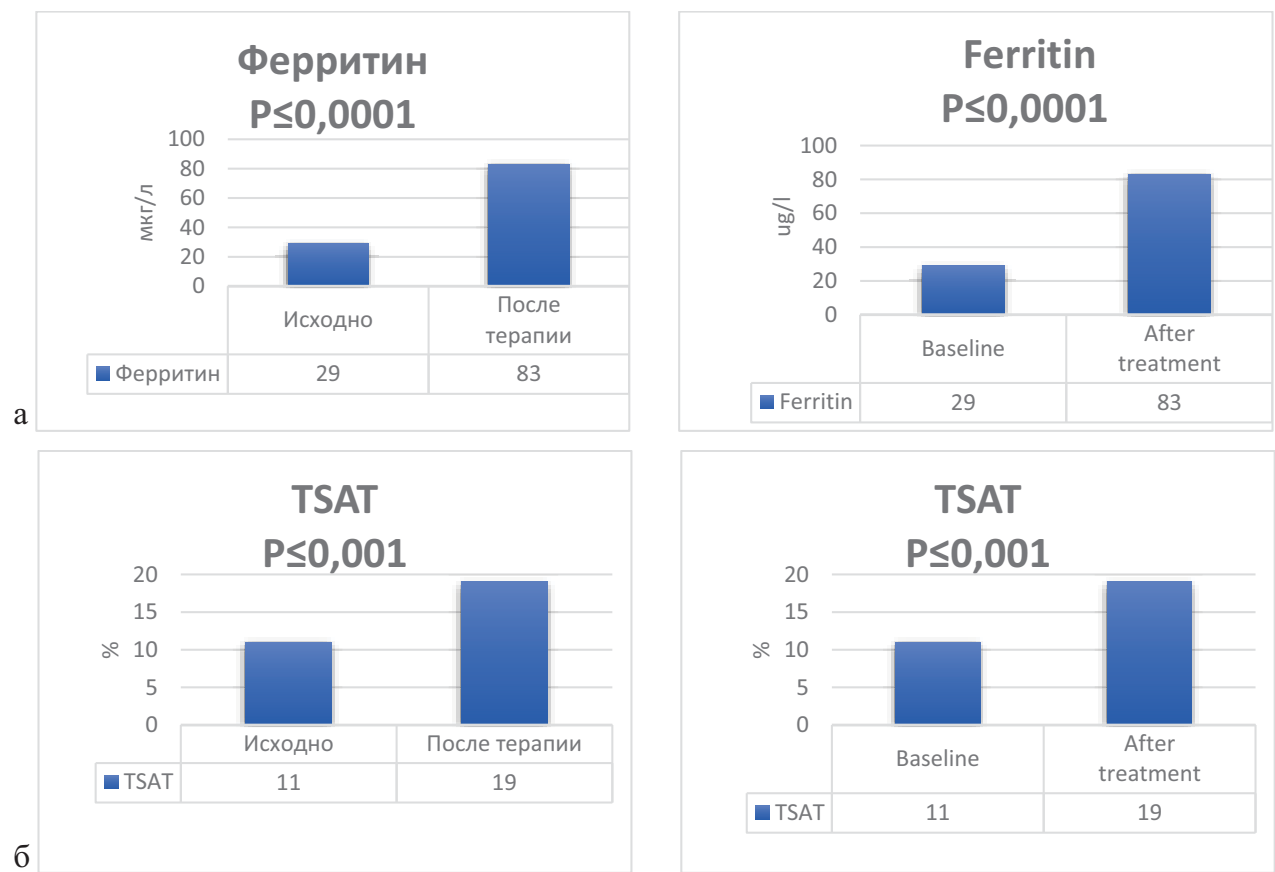 Ферритин
P≤0,0001
100
80
60
40
20
0
мкг/л
Исходно
После
терапии
Ферритин 29 83
а
Ferritin
P≤0,0001
100
80
60
40
20
0
ug/l
Baseline
After
treatment
Ferritin 29 83
TSAT
P≤0,001
20
15
10
5
0
%
Исходно После терапии
TSAT 11 19
б
TSAT
P≤0,001
20
15
10
5
0
%
Baseline
After
treatment
TSAT 11 19